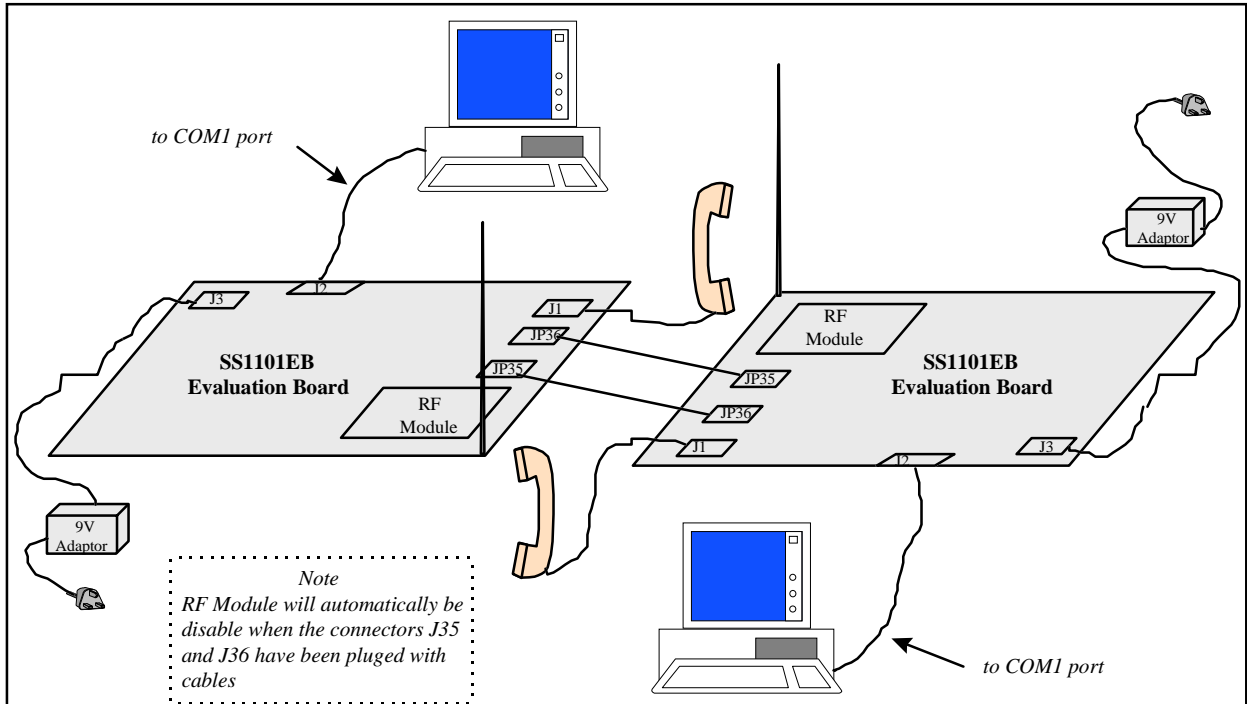 to COM1 port
9V
Adaptor
J3
J2
J1
JP36
JP35
SS1101EB
Evaluation Board
RF
Module
RF
Module
SS1101EB
Evaluation Board
JP35
JP36
J1
J2
J3
9V
Adaptor
Note
RF Module will automatically be
disable when the connectors J35
and J36 have been pluged with
cables
to COM1 port